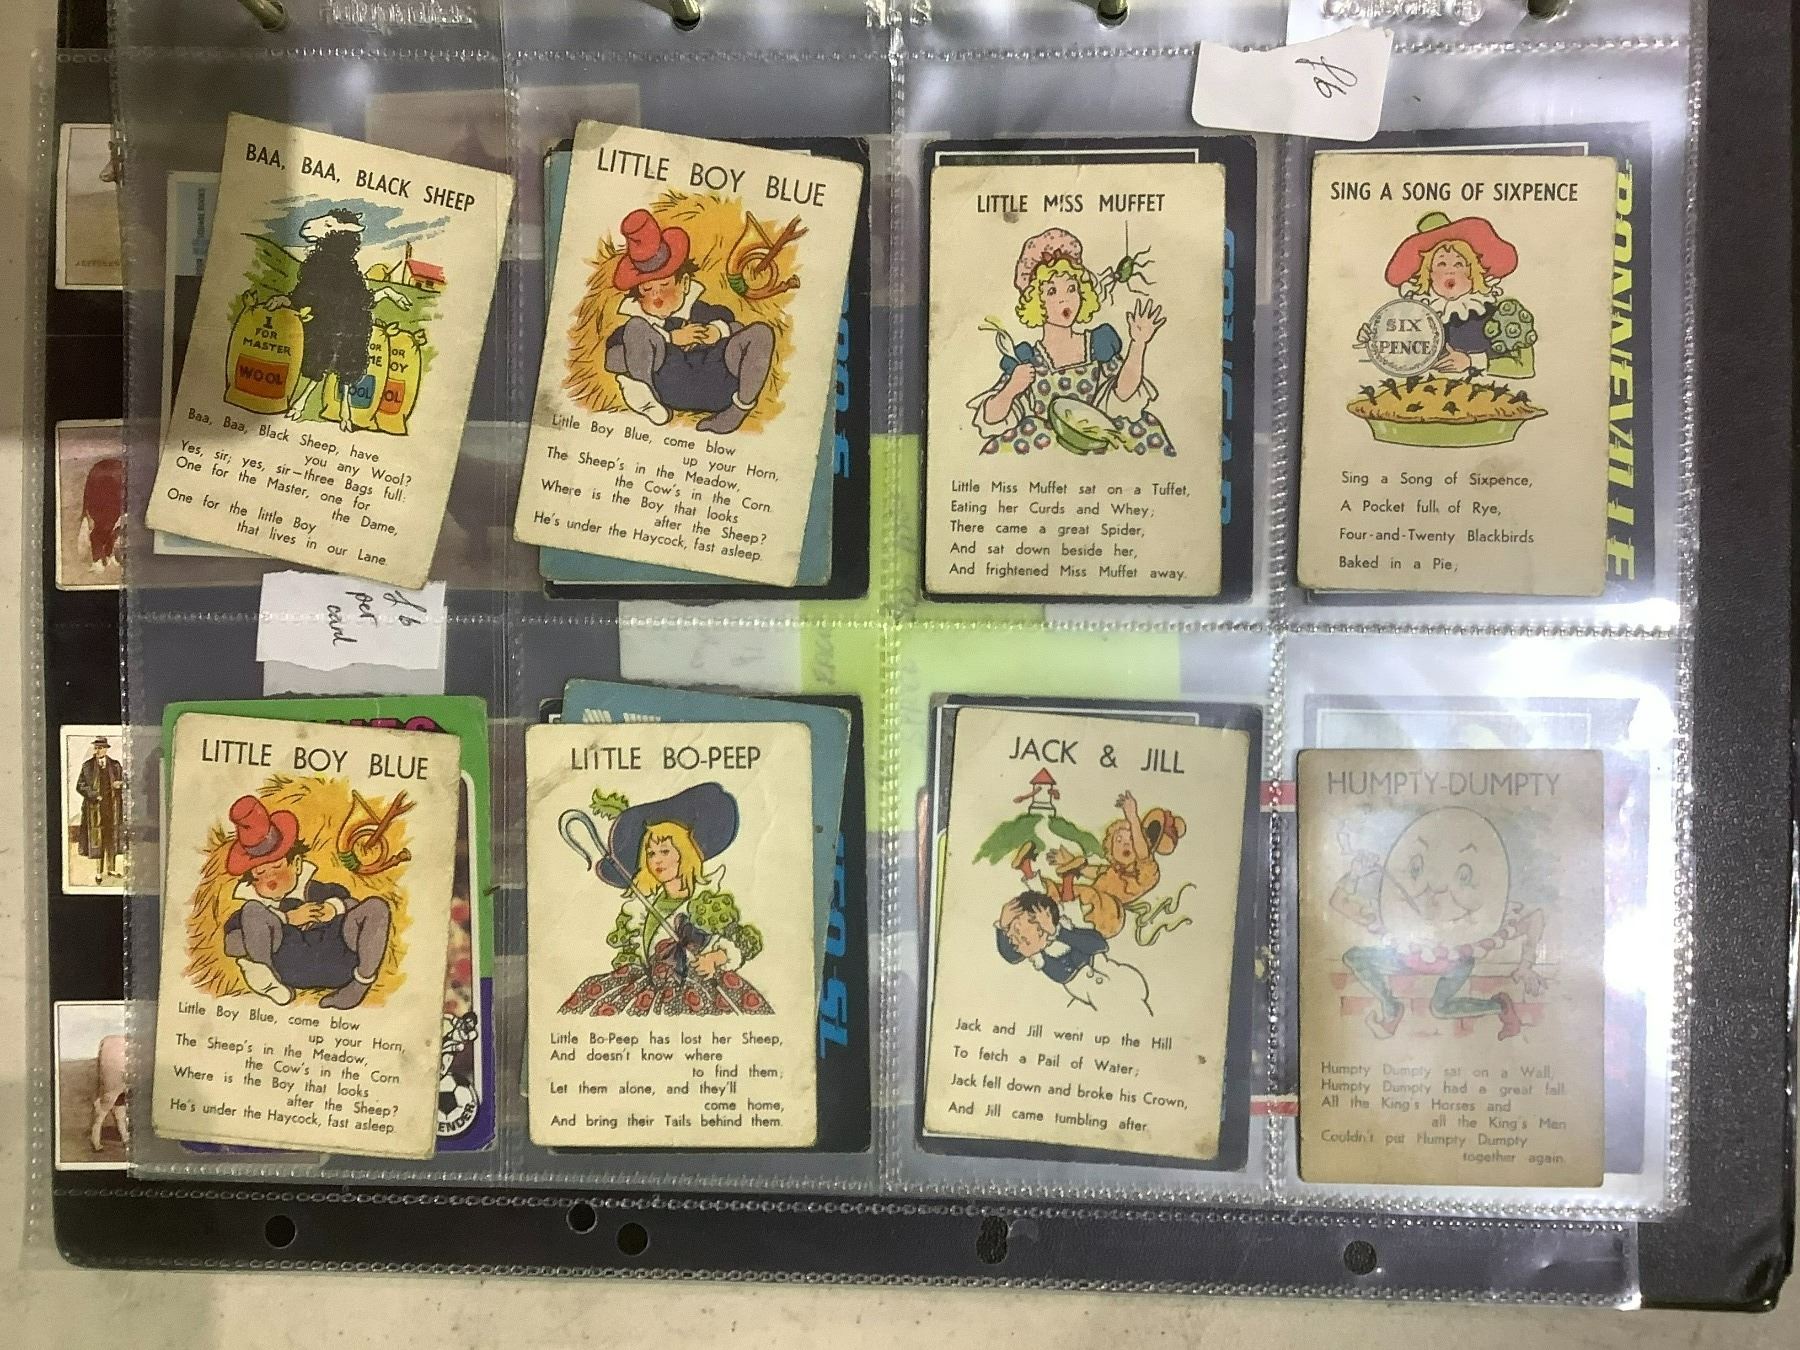 BAA, BAA, BLACK SHEEP
1
FOR
MASTER
WOOL
OR
ME
OOL
OR
OY
OL
Baa, Baa, Black Sheep, have
you any Wool?
Yes, sir; yes, sir—three Bags full:
One for the Master, one for
the Dame,
One for the little Boy
that lives in our Lane.
LITTLE BOY BLUE
Little Boy Blue, come blow
up your Horn,
The Sheep's in the Meadow,
the Cow's in the Corn.
Where is the Boy that looks
after the Sheep?
He's under the Haycock, fast asleep.
LITTLE MISS MUFFET
Little Miss Muffet sat on a Tuffet,
Eating her Curds and Whey;
There came a great Spider,
And sat down beside her,
And frightened Miss Muffet away.
SING A SONG OF SIXPENCE
SIX
PENCE
Sing a Song of Sixpence,
A Pocket full of Rye,
Four-and-Twenty Blackbirds
Baked in a Pie;
BONNEVILLE
per
card
LITTLE BOY BLUE
Little Boy Blue, come blow
up your Horn,
The Sheep's in the Meadow,
the Cow's in the Corn.
Where is the Boy that looks
after the Sheep?
He's under the Haycock, fast asleep.
ENDER
LITTLE BO-PEEP
Little Bo-Peep has lost her Sheep,
And doesn't know where
to find them;
Let them alone, and they'll
come home,
And bring their Tails behind them.
JACK & JILL
Jack and Jill went up the Hill
To fetch a Pail of Water;
Jack fell down and broke his Crown,
And Jill came tumbling after.
HUMPTY-DUMPTY
Humpty Dumpty sat on a Wall,
Humpty Dumpty had a great fall.
All the King's Horses and
all the King's Men
Couldn't put Humpty Dumpty
together again.